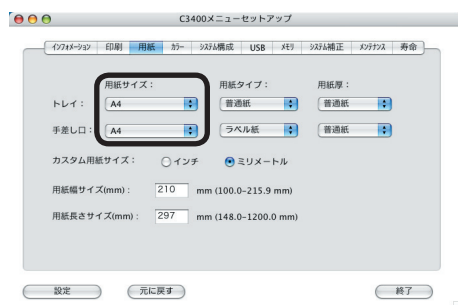 C3400メニューセットアップ
インフォメーション 印刷 用紙 カラー システム構成 USB メモリ システム補正 メンテナンス 寿命
用紙サイズ： 用紙タイプ： 用紙厚：
トレイ： A4 普通紙 普通紙
手差し口： A4 ラベル紙 普通紙
カスタム用紙サイズ： インチ ミリメートル
用紙幅サイズ(mm)： 210 mm (100.0-215.9 mm)
用紙長さサイズ(mm)： 297 mm (148.0-1200.0 mm)
設定 元に戻す 終了